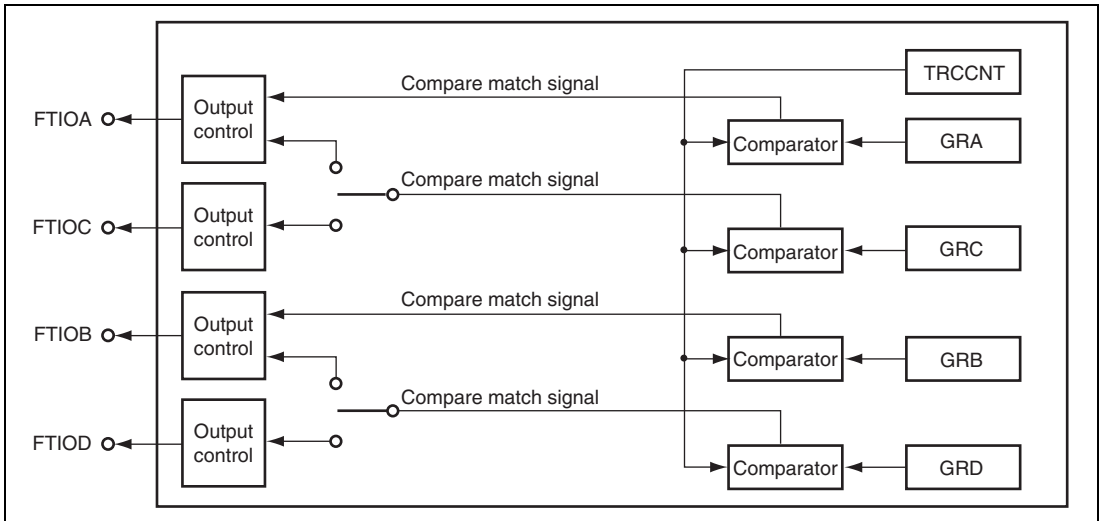 TRCCNT
Compare match signal
FTIOA
Output
control
Comparator
GRA
Compare match signal
FTIOC
Output
control
Comparator
GRC
Compare match signal
FTIOB
Output
control
Comparator
GRB
Compare match signal
FTIOD
Output
control
Comparator
GRD